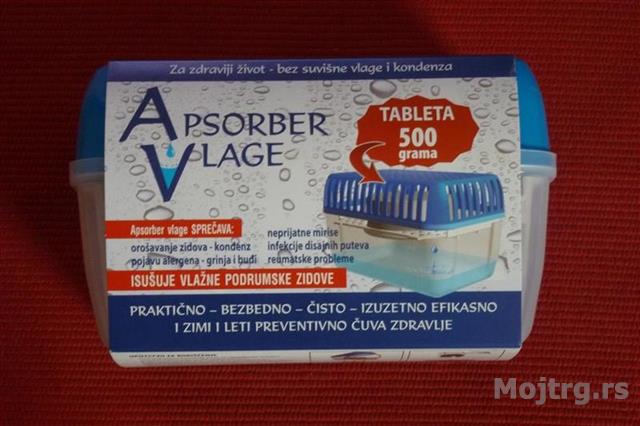 Za zdraviji život - bez suvišne vlage i kondenza
APSORBER
VLAGE
TABLETA
500
grama
Apsorber vlage SPREČAVA:
orošavanje zidova - kondenz
pojavu alergena - grinja i buđi
neprijatne mirise
infekcije disajnih puteva
reumatske probleme
ISUŠUJE VLAŽNE PODRUMSKE ZIDOVE
PRAKTIČNO – BEZBEDNO – ČISTO – IZUZETNO EFIKASNO
I ZIMI I LETI PREVENTIVNO ČUVA ZDRAVLJE
Mojtrg.rs